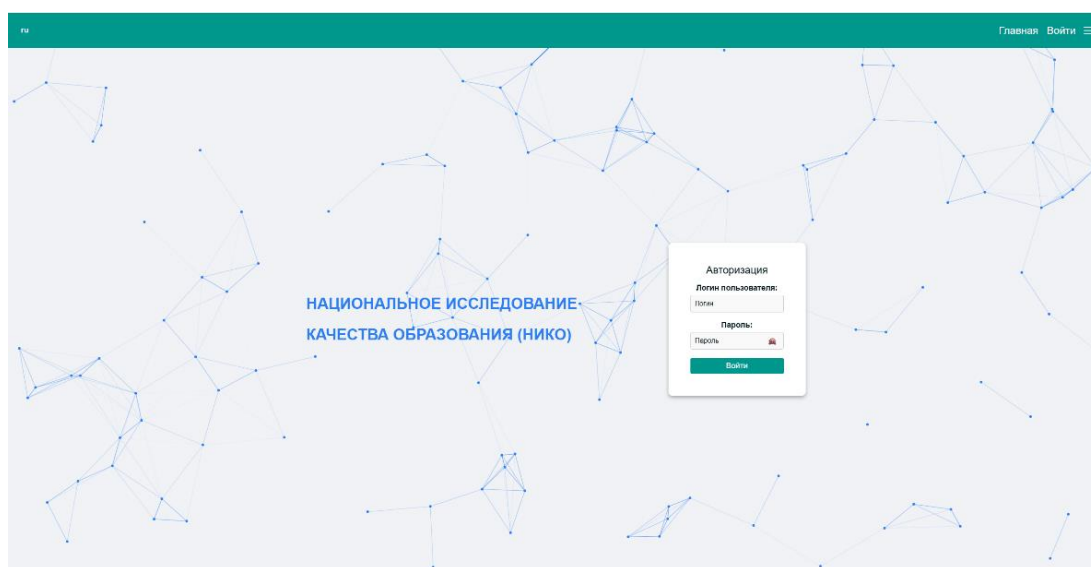 ru
Главная Войти
НАЦИОНАЛЬНОЕ ИССЛЕДОВАНИЕ
КАЧЕСТВА ОБРАЗОВАНИЯ (НИКО)
Авторизация
Логин пользователя:
Логин
Пароль:
Пароль
Войти